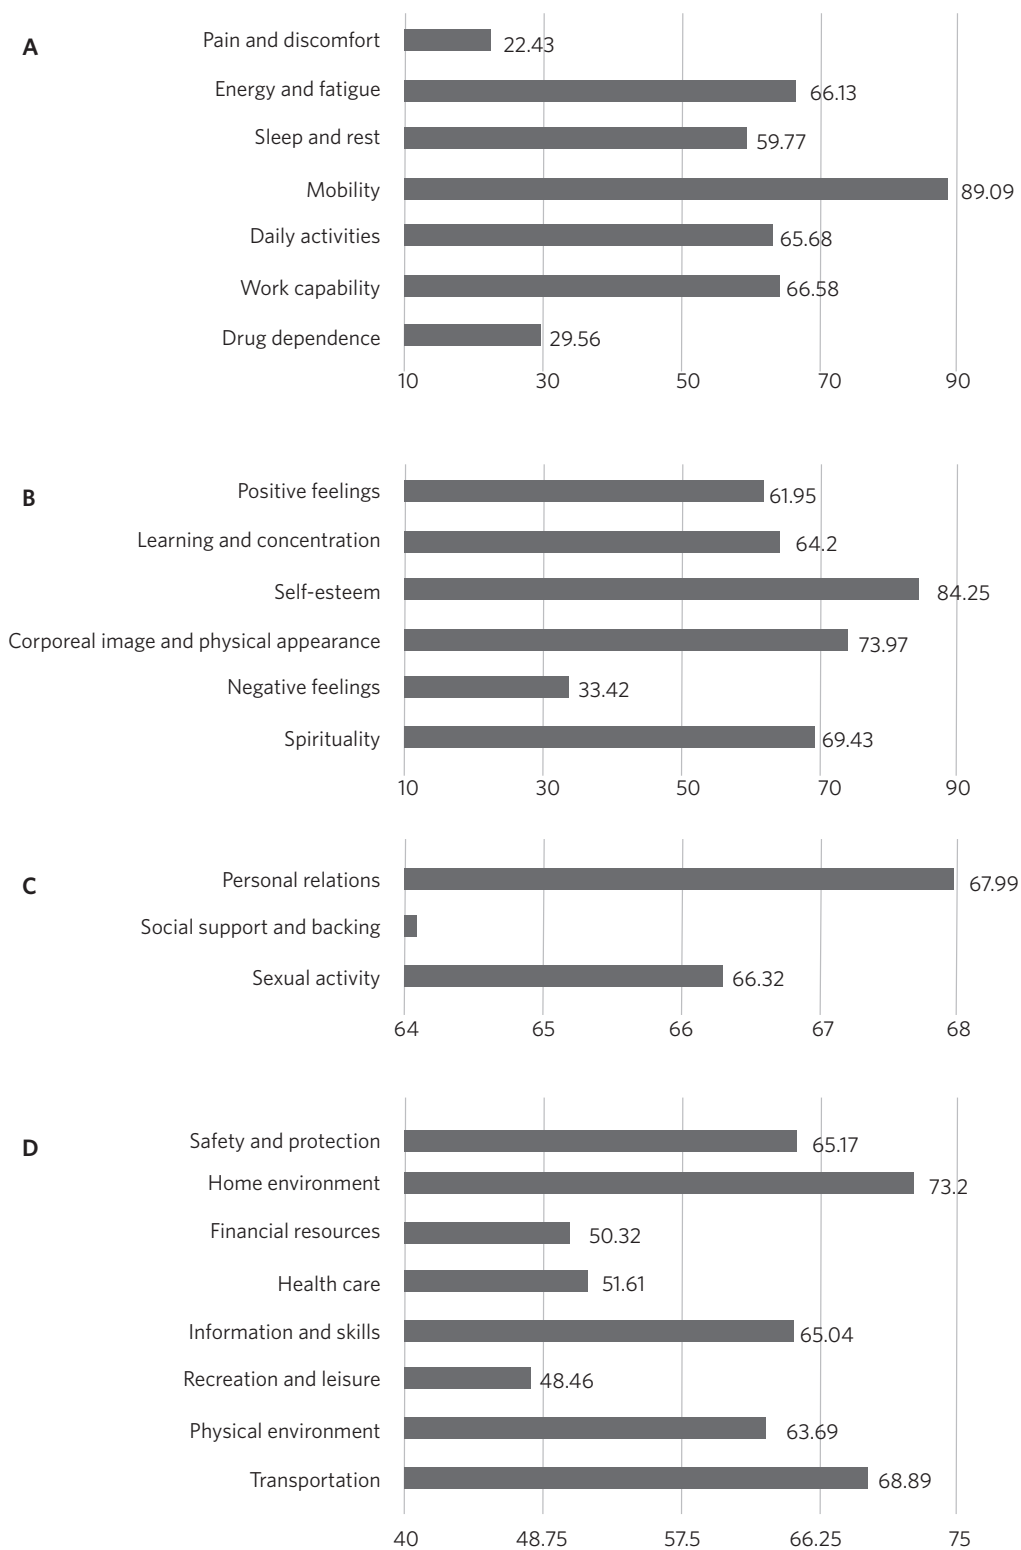 A
Pain and discomfort 22.43
Energy and fatigue 66.13
Sleep and rest 59.77
Mobility 89.09
Daily activities 65.68
Work capability 66.58
Drug dependence 29.56
10 30 50 70 90
B
Positive feelings 61.95
Learning and concentration 64.2
Self-esteem 84.25
Corporeal image and physical appearance 73.97
Negative feelings 33.42
Spirituality 69.43
10 30 50 70 90
C
Personal relations 67.99
Social support and backing
Sexual activity 66.32
64 65 66 67 68
D
Safety and protection 65.17
Home environment 73.2
Financial resources 50.32
Health care 51.61
Information and skills 65.04
Recreation and leisure 48.46
Physical environment 63.69
Transportation 68.89
40 48.75 57.5 66.25 75